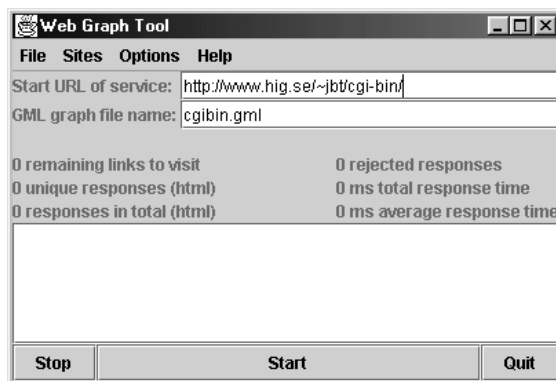 Web Graph Tool
File Sites Options Help
Start URL of service: http://www.hig.se/~jbt/cgi-bin/
GML graph file name: cgibin.gml
0 remaining links to visit 0 rejected responses
0 unique responses (html) 0 ms total response time
0 responses in total (html) 0 ms average response time
Stop Start Quit